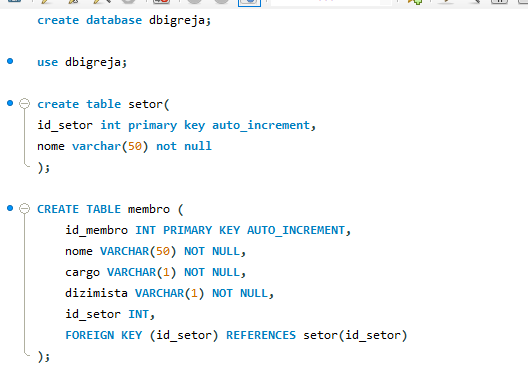 create database dbigreja;
use dbigreja;
create table setor(
id_setor int primary key auto_increment,
nome varchar(50) not null
);
CREATE TABLE membro (
id_membro INT PRIMARY KEY AUTO_INCREMENT,
nome VARCHAR(50) NOT NULL,
cargo VARCHAR(1) NOT NULL,
dizimista VARCHAR(1) NOT NULL,
id_setor INT,
FOREIGN KEY (id_setor) REFERENCES setor(id_setor)
);